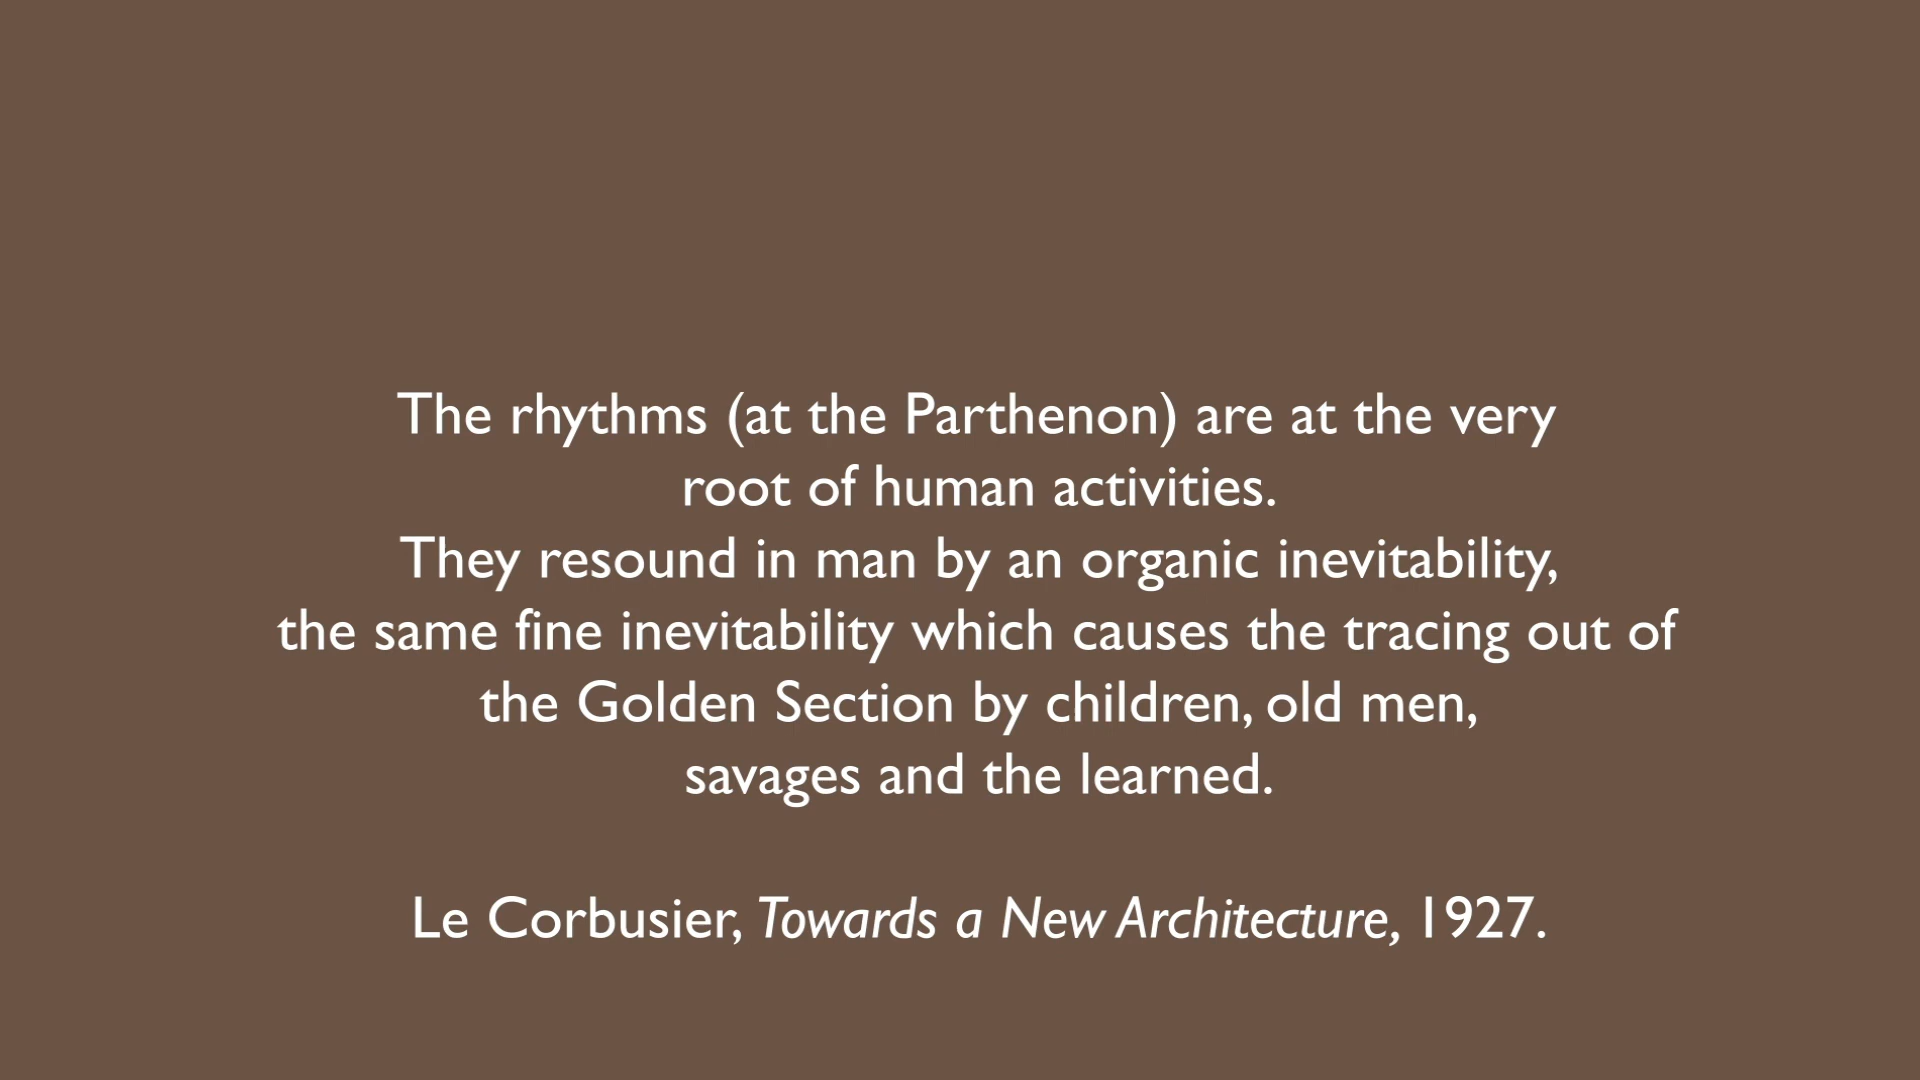 The rhythms (at the Parthenon) are at the very
root of human activities.
They resound in man by an organic inevitability,
the same fine inevitability which causes the tracing out of
the Golden Section by children, old men,
savages and the learned.
Le Corbusier, Towards a New Architecture, 1927.